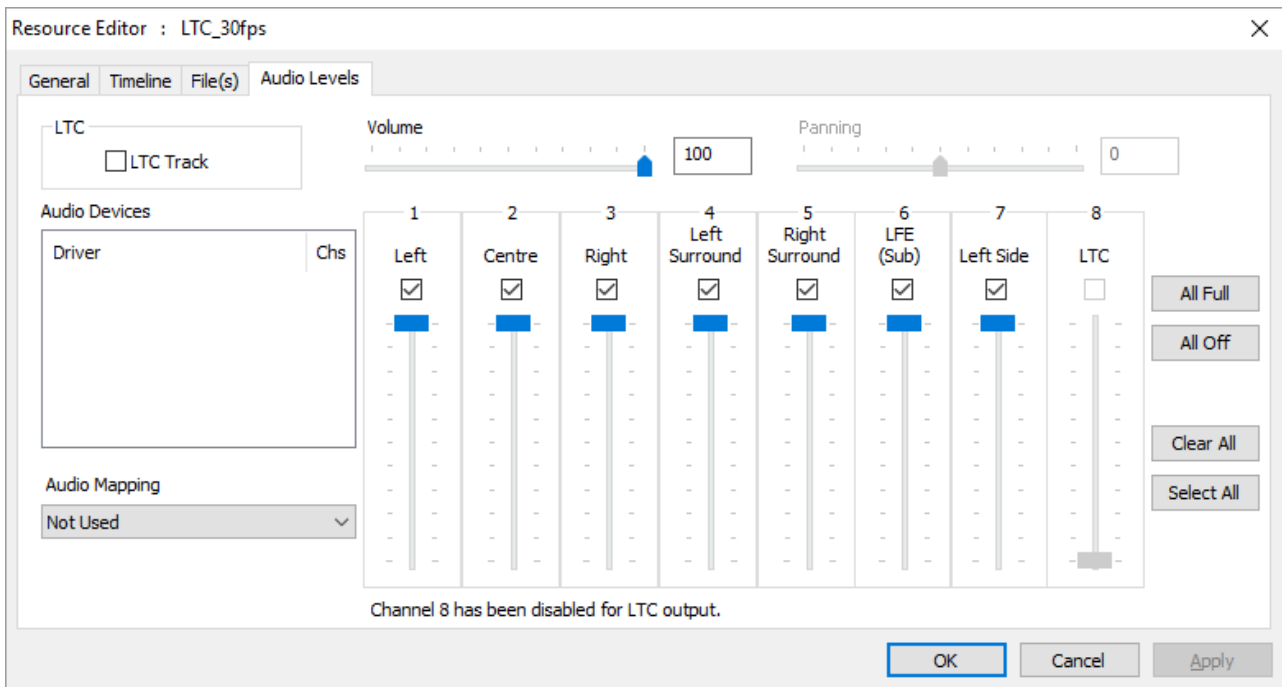 Resource Editor : LTC_30fps
General Timeline File(s) Audio Levels
LTC
LTC Track
Volume
100
Panning
0
Audio Devices
Driver Chs
1 2 3 4 5 6 7 8
Left Centre Right Left Surround Right Surround LFE (Sub) Left Side LTC
All Full
All Off
Clear All
Select All
Audio Mapping
Not Used
Channel 8 has been disabled for LTC output.
OK Cancel Apply